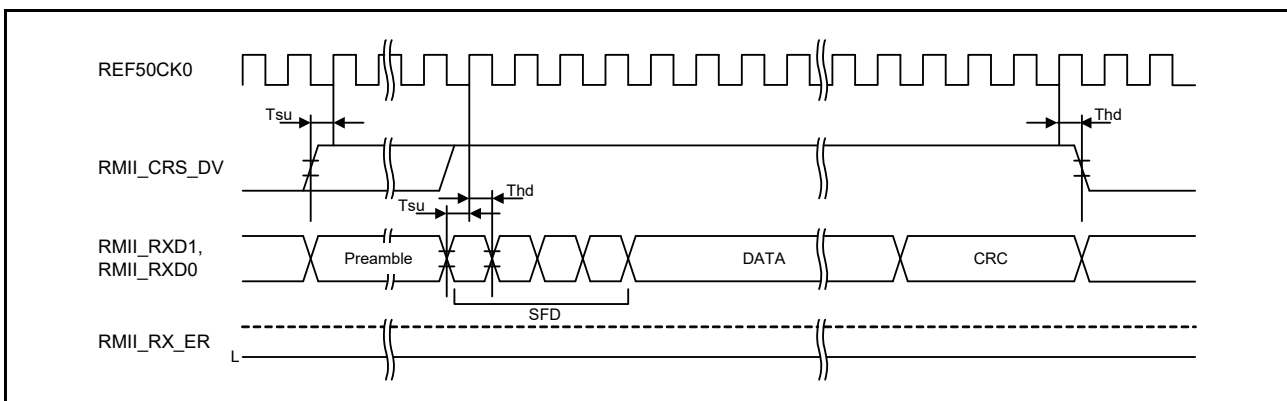 REF50CK0
Tsu
Thd
RMII_CRS_DV
Thd
Tsu
RMII_RXD1,
RMII_RXD0
Preamble
DATA
CRC
SFD
RMII_RX_ER
L